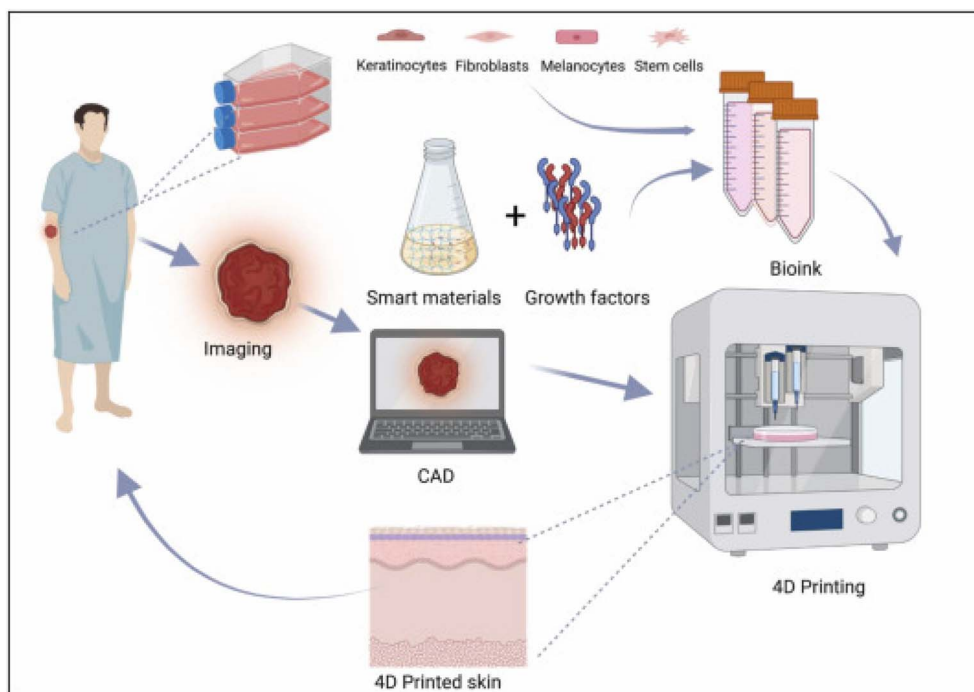 Keratinocytes Fibroblasts Melanocytes Stem cells
Bioink
Smart materials Growth factors
Imaging
CAD
4D Printing
4D Printed skin